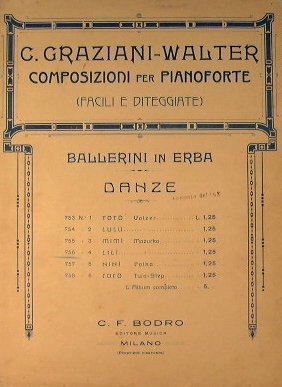 C. GRAZIANI-WALTER
COMPOSIZIONI PER PIANOFORTE
(FACILI E DITEGGIATE)
BALLERINI IN ERBA
DANZE
753 N. 1 TOTÒ Valzer L. 1,25
754 " 2 LULÙ 1,25
755 " 3 MIMÌ Mazurka 1,25
756 " 4 LILÌ 1,25
757 " 5 NINÌ Polka 1,25
758 " 6 Two-Step 1,25
L'Album completo 5,
C. F. BODRO
EDITORE MUSICA
MILANO